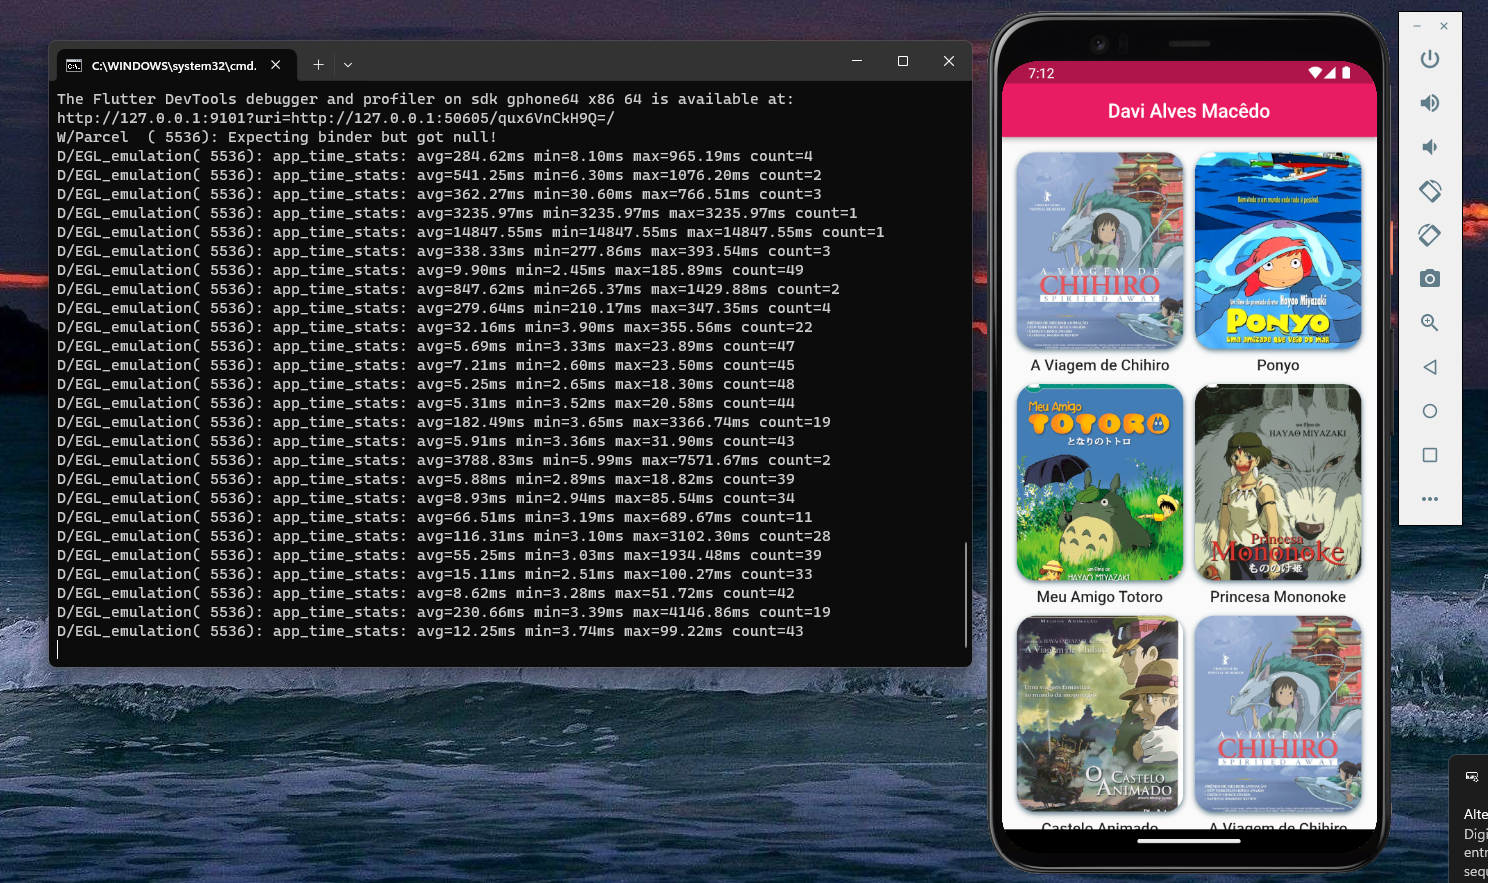 C:\WINDOWS\system32\cmd.
The Flutter DevTools debugger and profiler on sdk gphone64 x86 64 is available at:
http://127.0.0.1:9101?uri=http://127.0.0.1:50605/qux6VnCkH9Q=/
W/Parcel  ( 5536): Expecting binder but got null!
D/EGL_emulation( 5536): app_time_stats: avg=284.62ms min=8.10ms max=965.19ms count=4
D/EGL_emulation( 5536): app_time_stats: avg=541.25ms min=6.30ms max=1076.20ms count=2
D/EGL_emulation( 5536): app_time_stats: avg=362.27ms min=30.60ms max=766.51ms count=3
D/EGL_emulation( 5536): app_time_stats: avg=3235.97ms min=3235.97ms max=3235.97ms count=1
D/EGL_emulation( 5536): app_time_stats: avg=14847.55ms min=14847.55ms max=14847.55ms count=1
D/EGL_emulation( 5536): app_time_stats: avg=338.33ms min=277.86ms max=393.54ms count=3
D/EGL_emulation( 5536): app_time_stats: avg=9.90ms min=2.45ms max=185.89ms count=49
D/EGL_emulation( 5536): app_time_stats: avg=847.62ms min=265.37ms max=1429.88ms count=2
D/EGL_emulation( 5536): app_time_stats: avg=279.64ms min=210.17ms max=347.35ms count=4
D/EGL_emulation( 5536): app_time_stats: avg=32.16ms min=3.90ms max=355.56ms count=22
D/EGL_emulation( 5536): app_time_stats: avg=5.69ms min=3.33ms max=23.89ms count=47
D/EGL_emulation( 5536): app_time_stats: avg=7.21ms min=2.60ms max=23.50ms count=45
D/EGL_emulation( 5536): app_time_stats: avg=5.25ms min=2.65ms max=18.30ms count=48
D/EGL_emulation( 5536): app_time_stats: avg=5.31ms min=3.52ms max=20.58ms count=44
D/EGL_emulation( 5536): app_time_stats: avg=182.49ms min=3.65ms max=3366.74ms count=19
D/EGL_emulation( 5536): app_time_stats: avg=5.91ms min=3.36ms max=31.90ms count=43
D/EGL_emulation( 5536): app_time_stats: avg=3788.83ms min=5.99ms max=7571.67ms count=2
D/EGL_emulation( 5536): app_time_stats: avg=5.88ms min=2.89ms max=18.82ms count=39
D/EGL_emulation( 5536): app_time_stats: avg=8.93ms min=2.94ms max=85.54ms count=34
D/EGL_emulation( 5536): app_time_stats: avg=66.51ms min=3.19ms max=689.67ms count=11
D/EGL_emulation( 5536): app_time_stats: avg=116.31ms min=3.10ms max=3102.30ms count=28
D/EGL_emulation( 5536): app_time_stats: avg=55.25ms min=3.03ms max=1934.48ms count=39
D/EGL_emulation( 5536): app_time_stats: avg=15.11ms min=2.51ms max=100.27ms count=33
D/EGL_emulation( 5536): app_time_stats: avg=8.62ms min=3.28ms max=51.72ms count=42
D/EGL_emulation( 5536): app_time_stats: avg=230.66ms min=3.39ms max=4146.86ms count=19
D/EGL_emulation( 5536): app_time_stats: avg=12.25ms min=3.74ms max=99.22ms count=43
7:12
Davi Alves Macêdo
A VIAGEM DE
CHIHIRO
SPIRITED AWAY
A Viagem de Chihiro
Hayao Miyazaki
PONYO
UMA AMIZADE QUE VEIO DO MAR
Ponyo
Meu Amigo
TOTORO
となりのトトロ
um filme de
HAYAO MIYAZAKI
Meu Amigo Totoro
um filme de
HAYAO MIYAZAKI
Princesa
Mononoke
もののけ姫
Princesa Mononoke
A Viagem de Chihiro
O CASTELO
ANIMADO
Castelo Animado
A VIAGEM DE
CHIHIRO
SPIRITED AWAY
A Viagem de Chihiro
Alte
Digi
entr
sequ